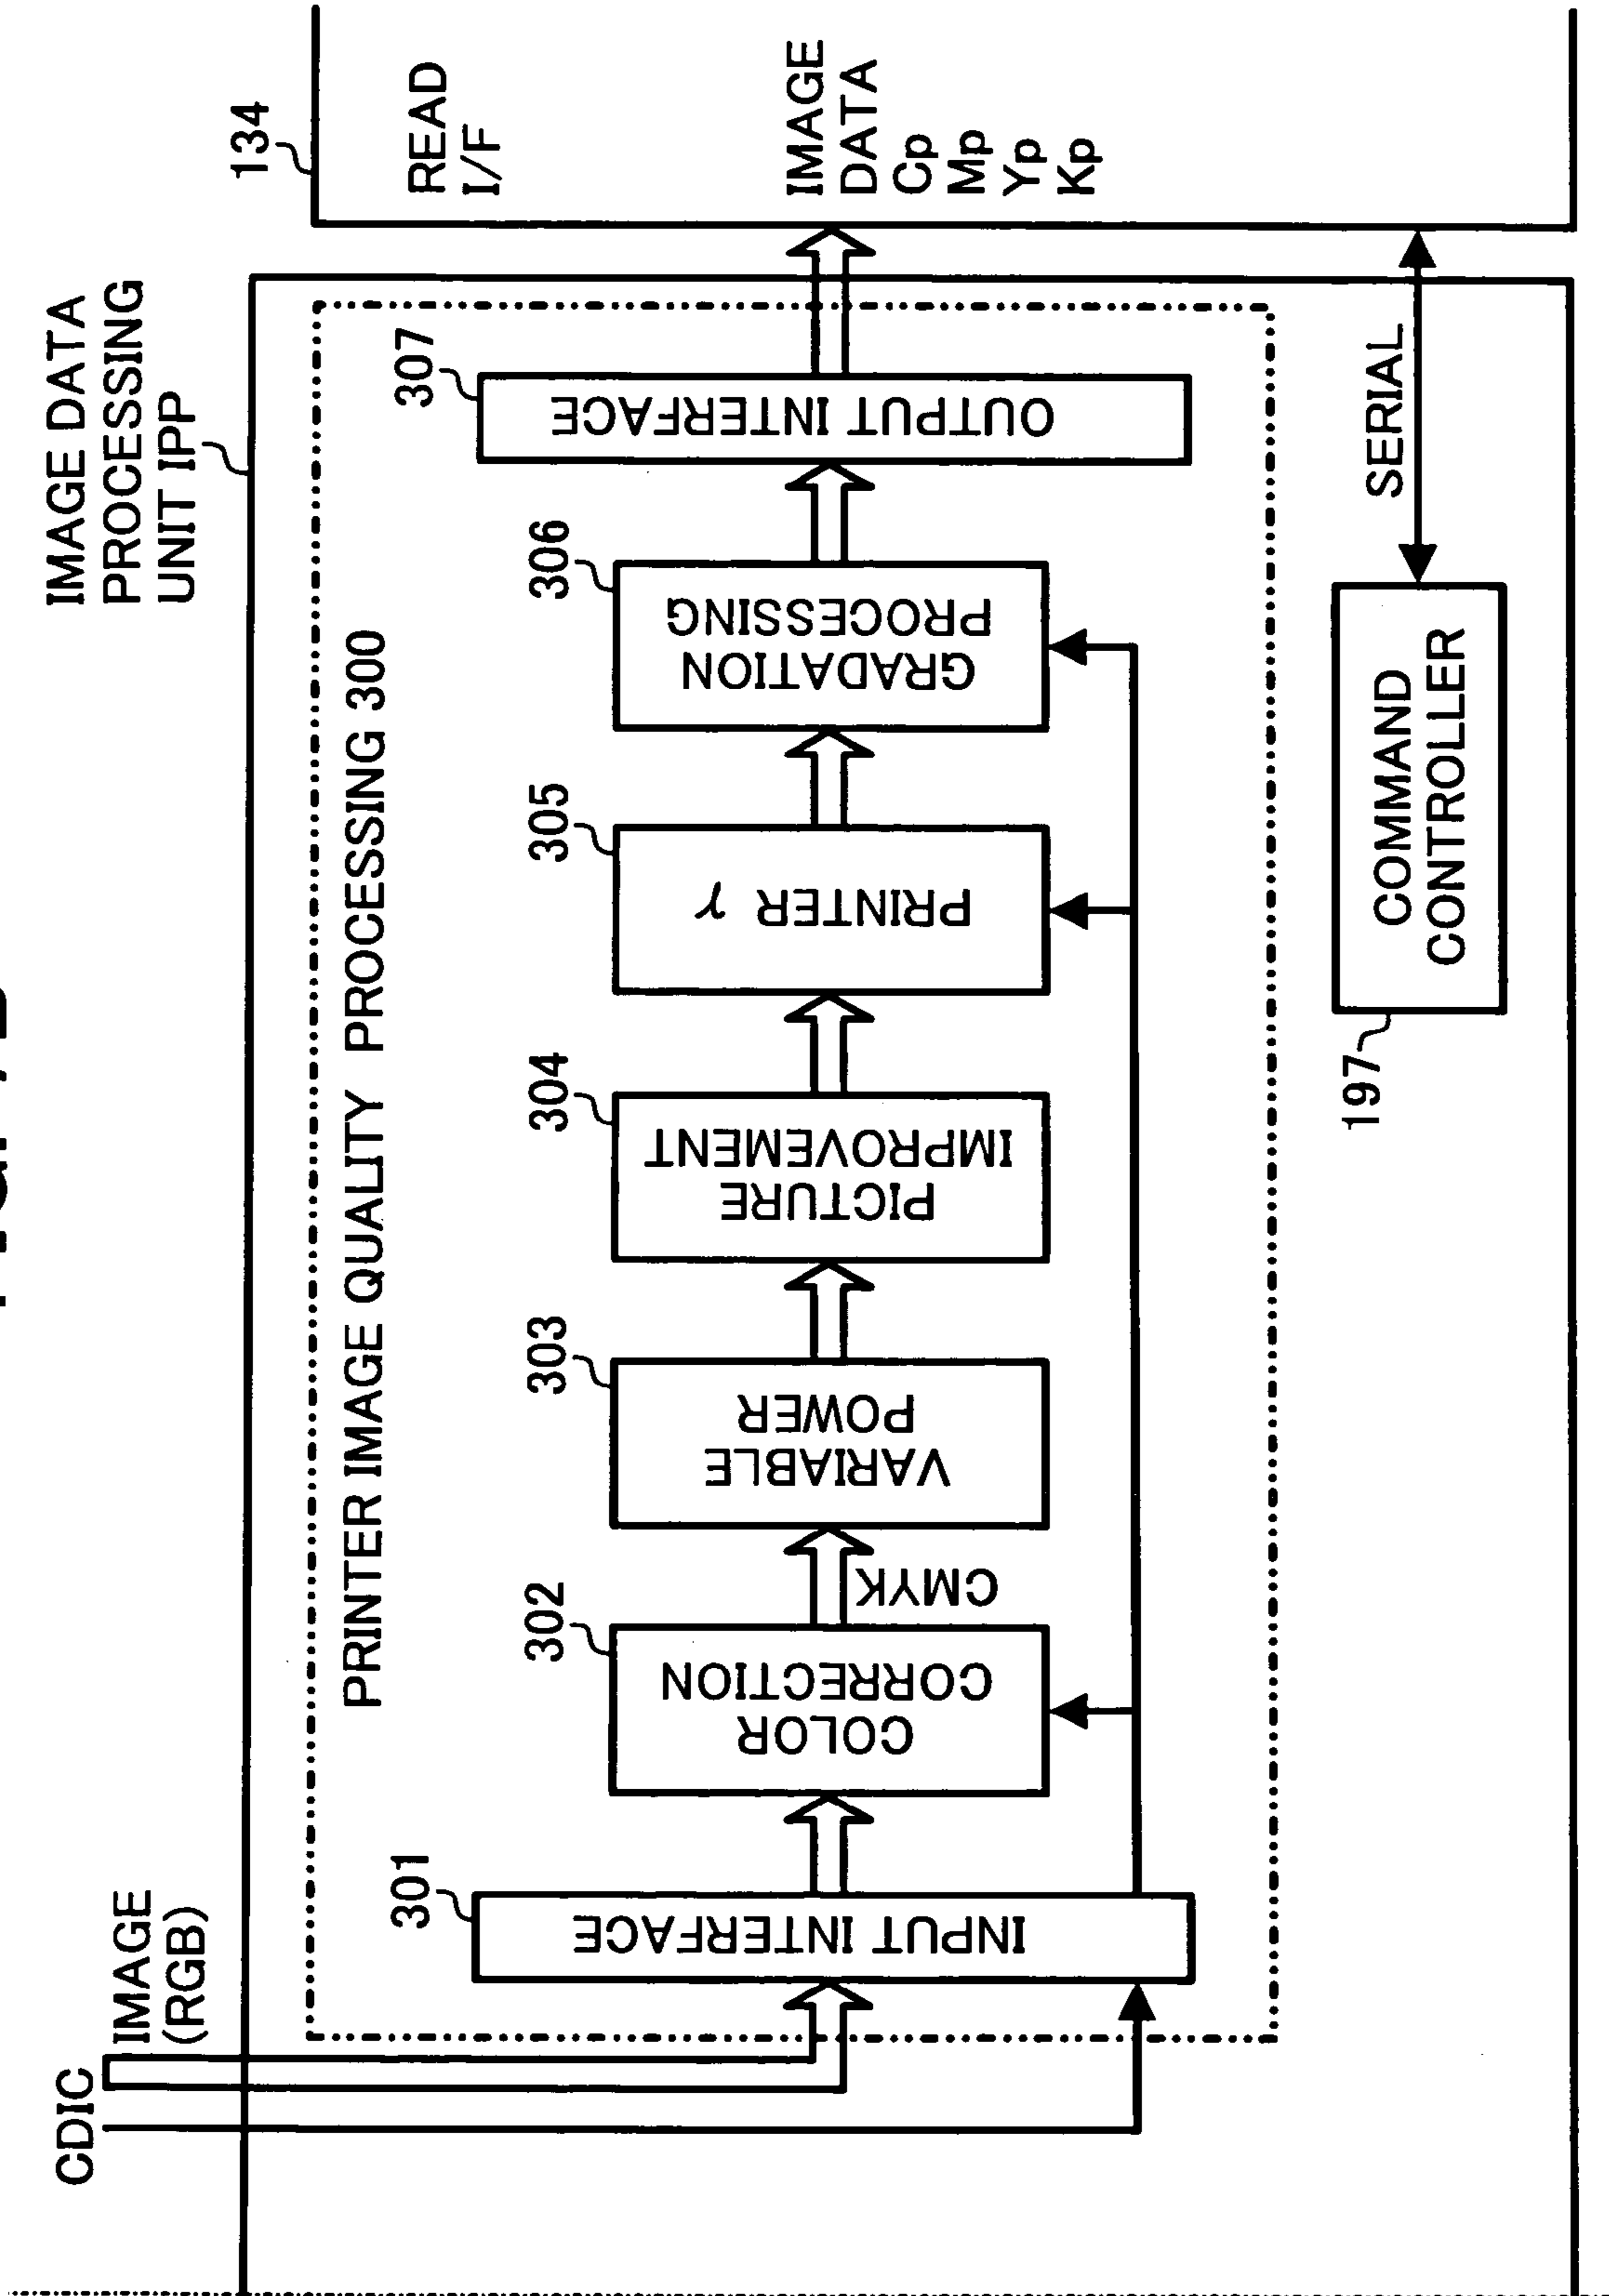 CDIC
IMAGE
(RGB)
IMAGE DATA
PROCESSING
UNIT IPP
134
READ
I/F
PRINTER IMAGE QUALITY PROCESSING 300
301
INPUT INTERFACE
302
COLOR
CORRECTION
CMYK
303
VARIABLE
POWER
304
PICTURE
IMPROVEMENT
305
PRINTER γ
306
GRADATION
PROCESSING
307
OUTPUT INTERFACE
IMAGE
DATA
Cp
Mp
Yp
Kp
197
COMMAND
CONTROLLER
SERIAL